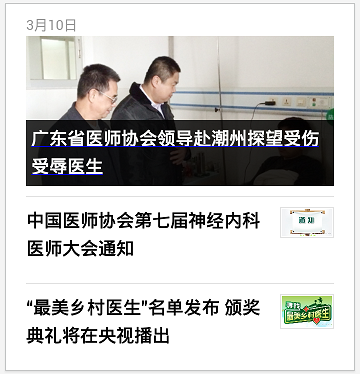 3月10日
广东省医师协会领导赴潮州探望受伤
受辱医生
中国医师协会第七届神经内科
医师大会通知
通知
“最美乡村医生”名单发布 颁奖
典礼将在央视播出
寻找
最美乡村医生